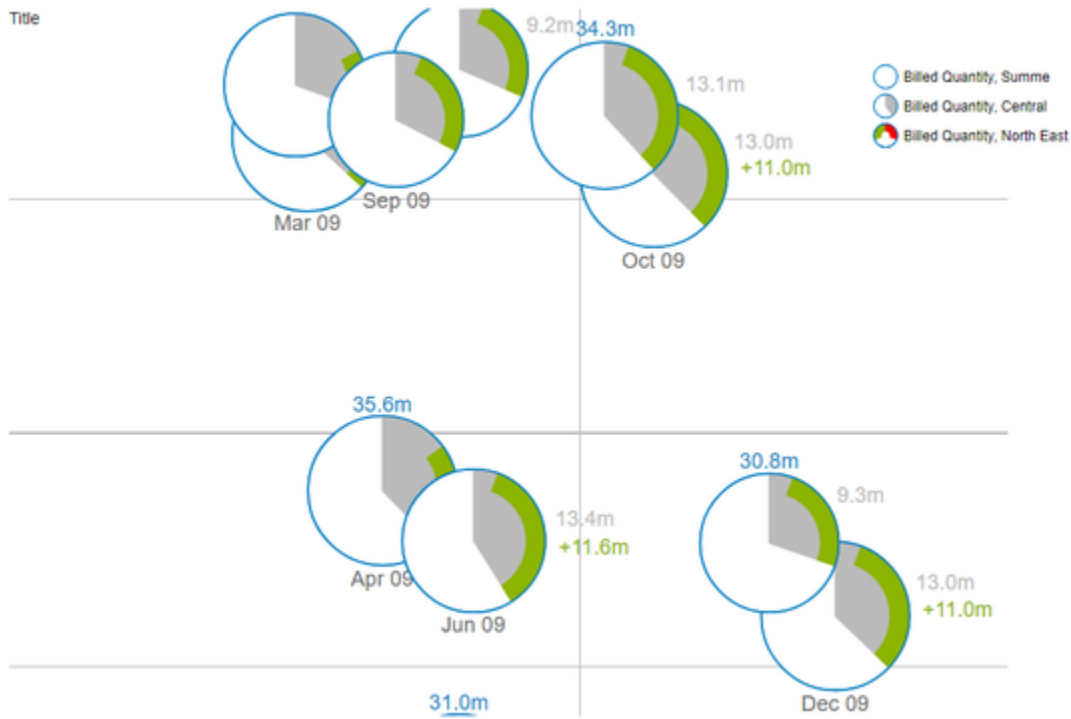 Title
9.2m
34.3m
Billed Quantity, Summe
13.1m
Billed Quantity, Central
Billed Quantity, North East
13.0m
+11.0m
Sep 09
Mar 09
Oct 09
35.6m
30.8m
9.3m
13.4m
+11.6m
Apr 09
13.0m
+11.0m
Jun 09
31.0m
Dec 09